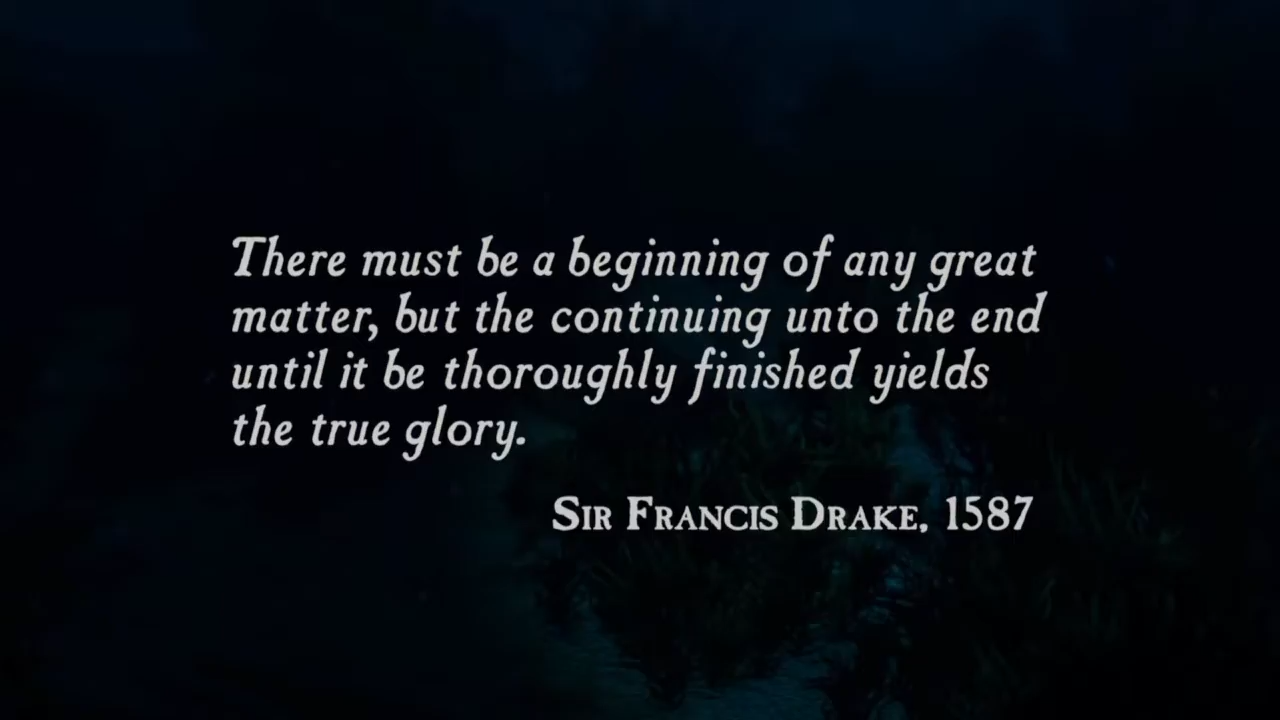 There must be a beginning of any great
matter, but the continuing unto the end
until it be thoroughly finished yields
the true glory.
Sir Francis Drake, 1587